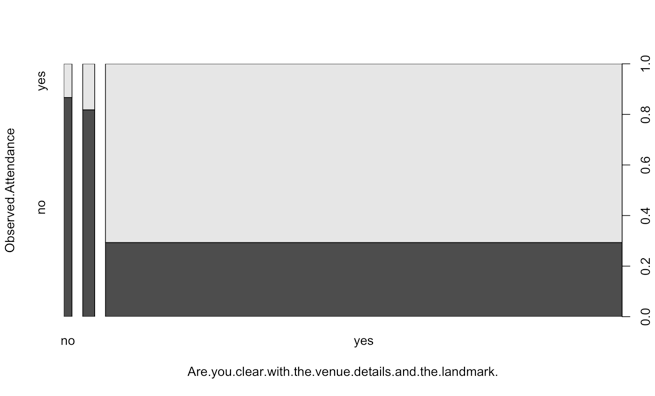 Observed.Attendance
yes
no
1.0
0.8
0.6
0.4
0.2
0.0
no
yes
Are.you.clear.with.the.venue.details.and.the.landmark.